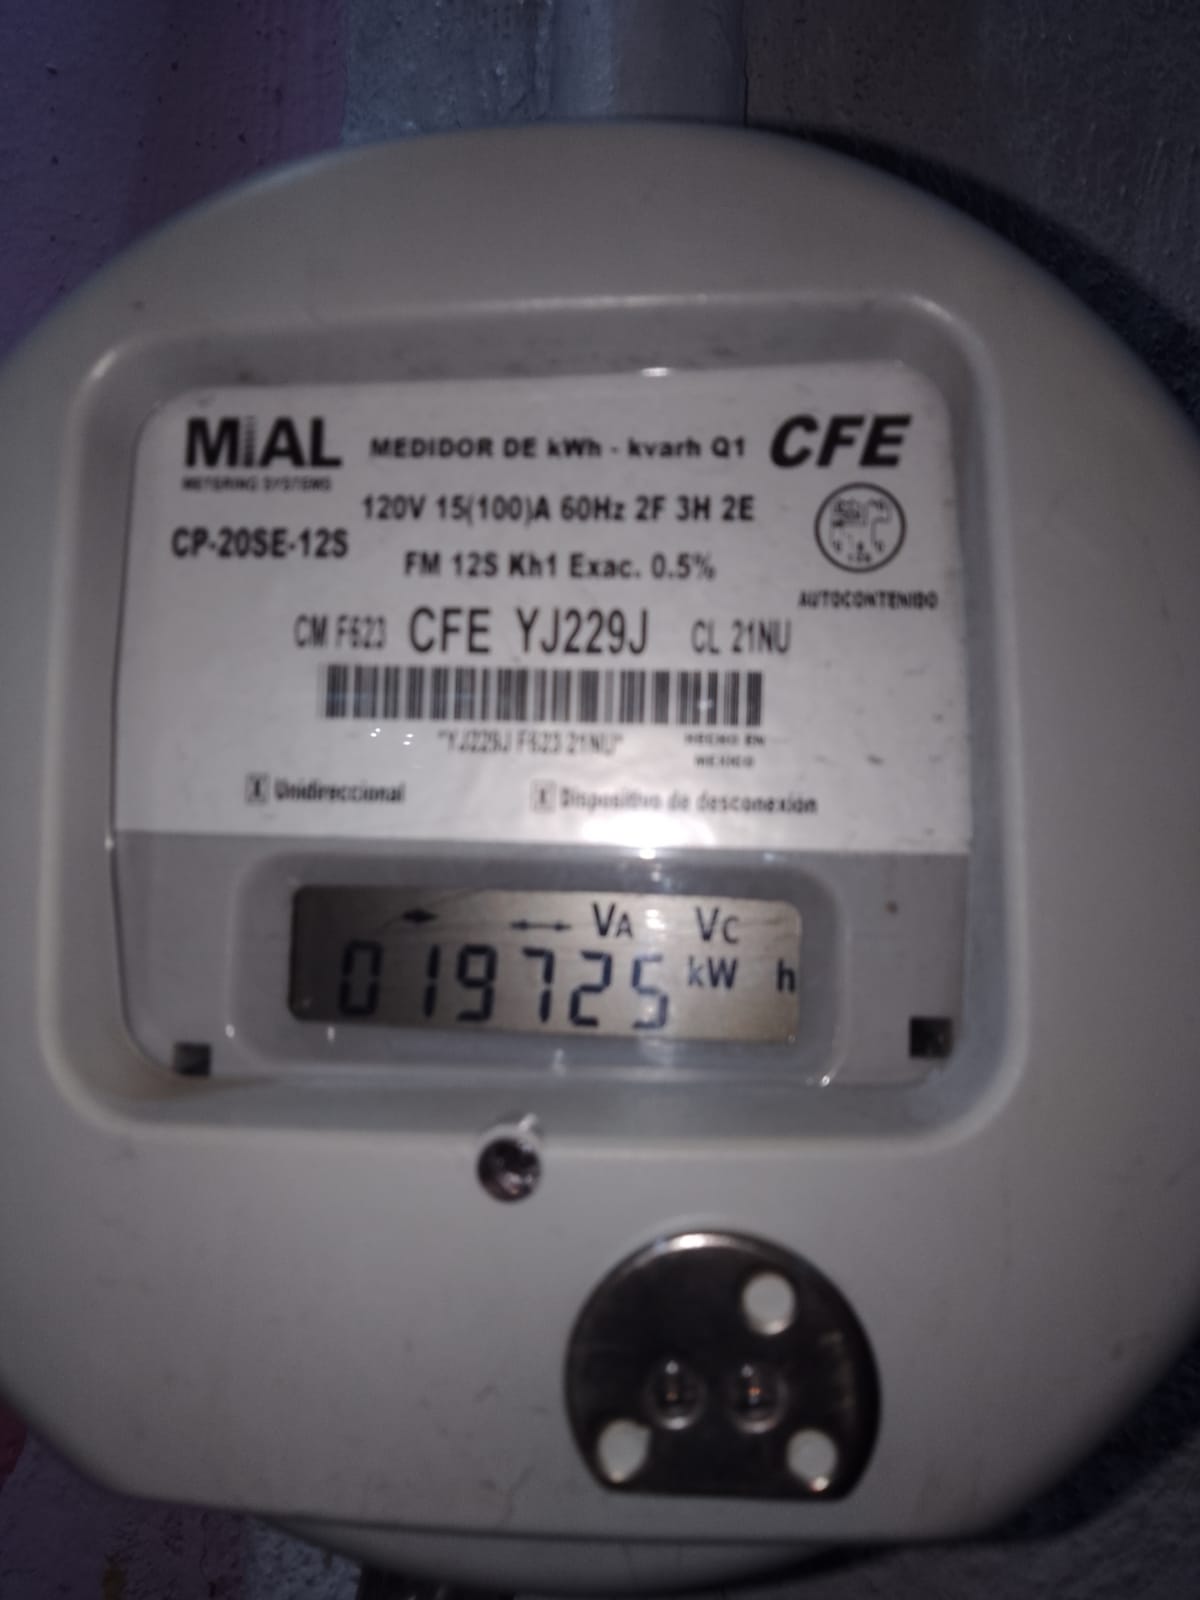 MiAL MEDIDOR DE kWh - kvarh Q1 CFE
METERING SYSTEMS
120V 15(100)A 60Hz 2F 3H 2E
CP-20SE-12S
FM 12S Kh1 Exac. 0.5%
AUTOCONTENIDO
CM F623 CFE YJ229J CL 21NU
"YJ229J F623 21NU" HECHO EN
MEXICO
X Unidireccional X Dispositivo de desconexión
VA VC
019725 kW h